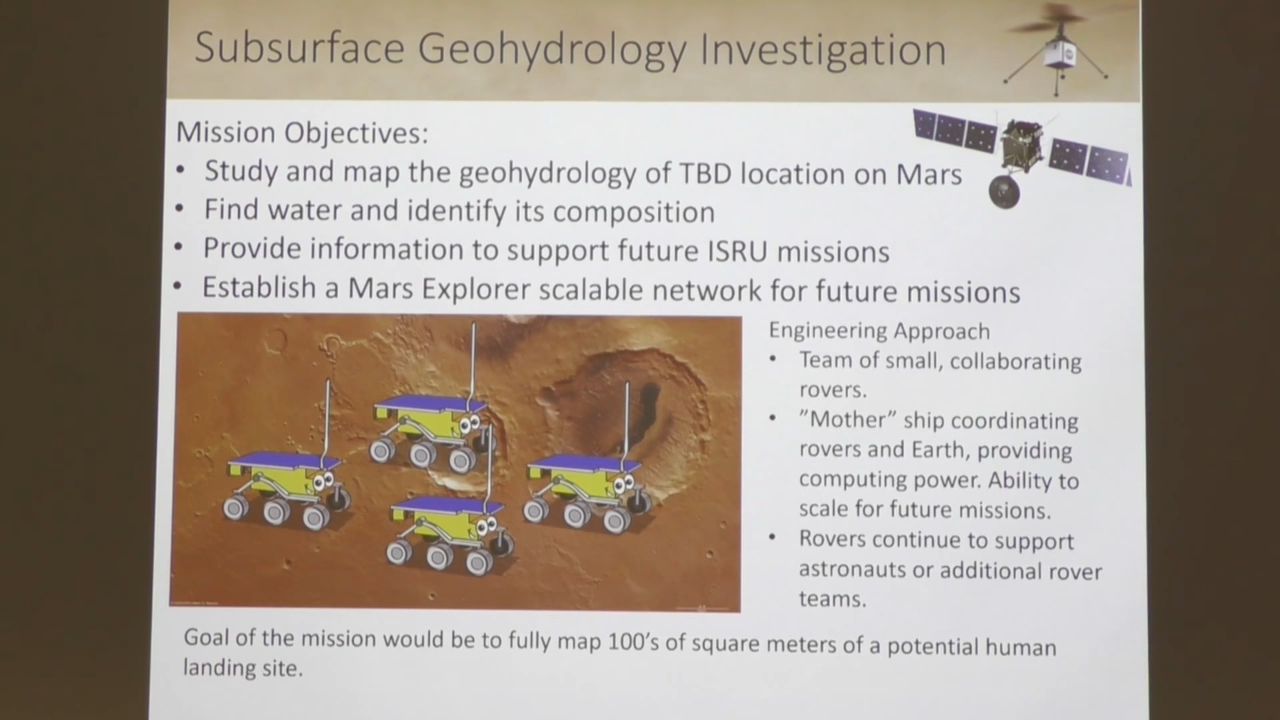 Subsurface Geohydrology Investigation
Mission Objectives:
• Study and map the geohydrology of TBD location on Mars
• Find water and identify its composition
• Provide information to support future ISRU missions
• Establish a Mars Explorer scalable network for future missions
Engineering Approach
• Team of small, collaborating
rovers.
• ”Mother” ship coordinating
rovers and Earth, providing
computing power. Ability to
scale for future missions.
• Rovers continue to support
astronauts or additional rover
teams.
Goal of the mission would be to fully map 100’s of square meters of a potential human
landing site.